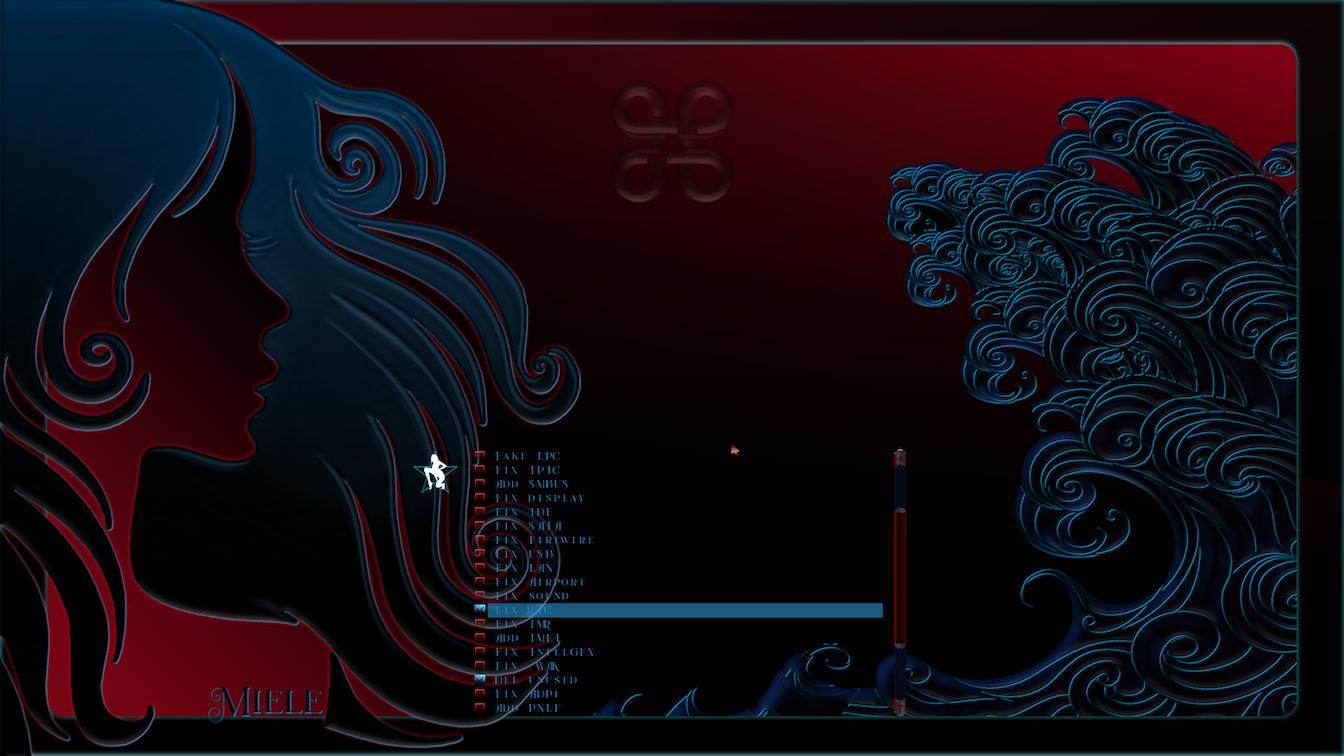 FAKE LPC
FIX IPIC
ADD SMBUS
FIX DISPLAY
FIX IDE
FIX SATA
FIX FIREWIRE
FIX USB
FIX LAN
FIX AIRPORT
FIX SOUND
FIX RTC
FIX TMR
ADD IMEI
FIX INTELGFX
FIX WAK
DEL UNUSED
FIX ADP1
ADD PNLF
MIELE